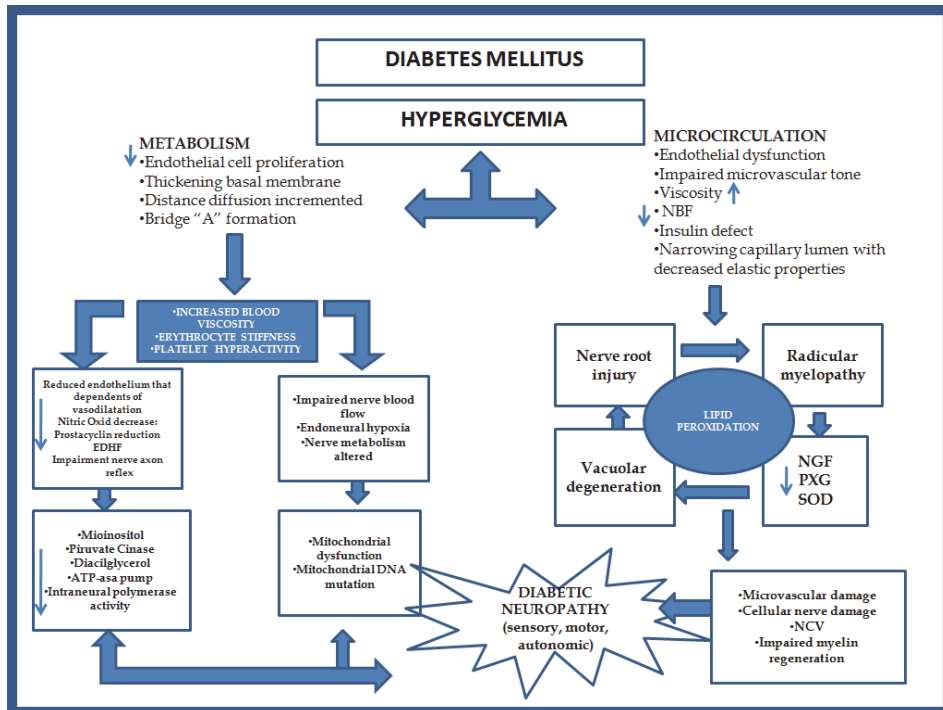 DIABETES MELLITUS
HYPERGLYCEMIA
METABOLISM
•Endothelial cell proliferation
•Thickening basal membrane
•Distance diffusion incremented
•Bridge “A” formation
MICROCIRCULATION
•Endothelial dysfunction
•Impaired microvascular tone
•Viscosity
•NBF
•Insulin defect
•Narrowing capillary lumen with
decreased elastic properties
•INCREASED BLOOD
VISCOSITY
•ERYTHROCYTE STIFFNESS
•PLATELET HYPERACTIVITY
Reduced endothelium that
dependents of
vasodilatation
Nitric Oxid decrease:
Prostacyclin reduction
EDHF
Impairment nerve axon
reflex
•Impaired nerve blood
flow
•Endoneural hypoxia
•Nerve metabolism
altered
Nerve root
injury
Radicular
myelopathy
LIPID
PEROXIDATION
Vacuolar
degeneration
NGF
PXG
SOD
•Mioinositol
•Piruvate Cinase
•Diacilglycerol
•ATP-asa pump
•Intraneural polymerase
activity
•Mitochondrial
dysfunction
•Mitochondrial DNA
mutation
DIABETIC
NEUROPATHY
(sensory, motor,
autonomic)
•Microvascular damage
•Cellular nerve damage
•NCV
•Impaired myelin
regeneration